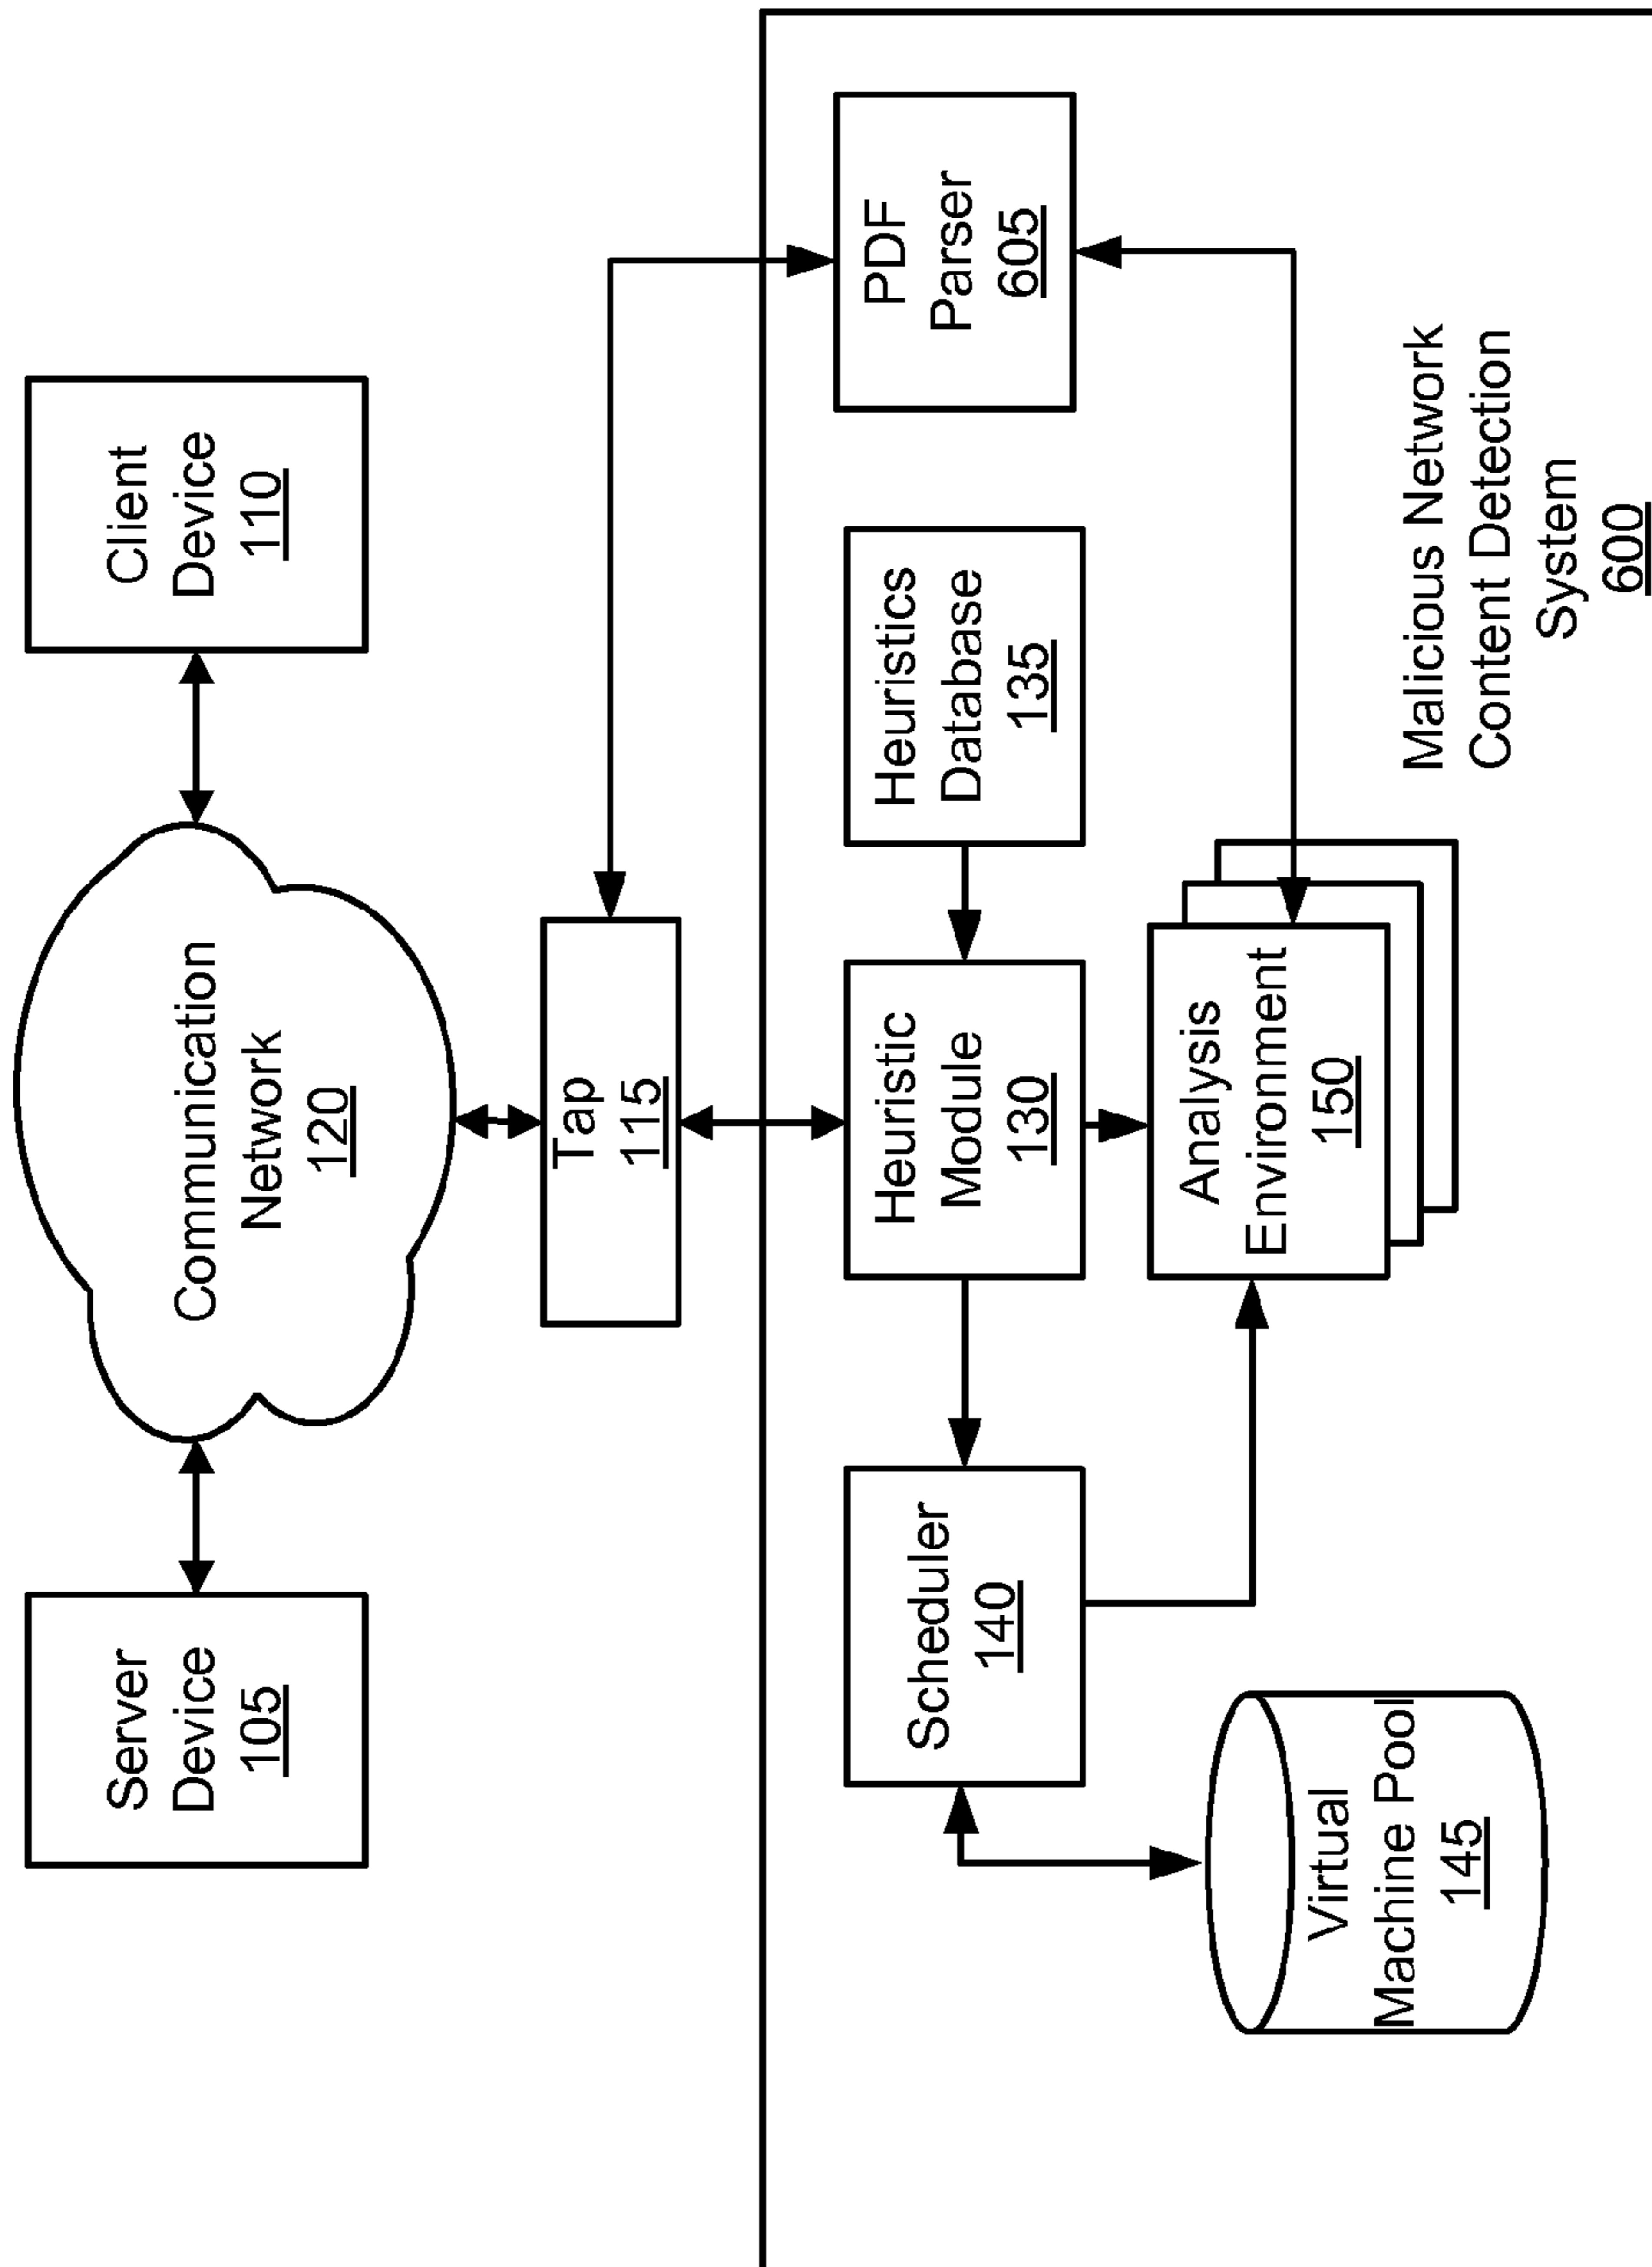 Server
Device
105
Communication
Network
120
Client
Device
110
Tap
115
Scheduler
140
Heuristic
Module
130
Heuristics
Database
135
PDF
Parser
605
Virtual
Machine Pool
145
Analysis
Environment
150
Malicious Network
Content Detection
System
600